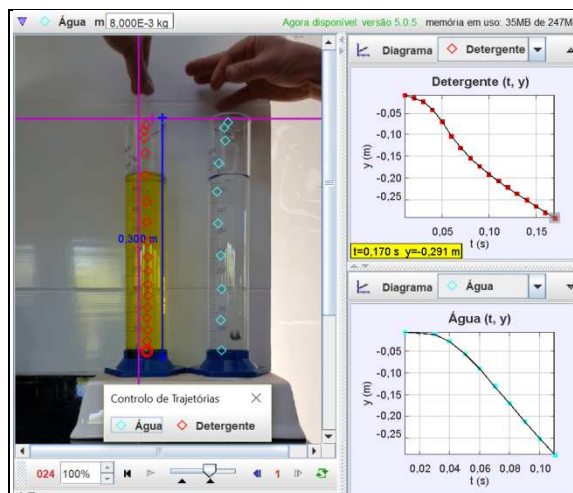 Água m 8,000E-3 kg
Agora disponível: versão 5.0.5 memória em uso: 35MB de 247M
0,300 m
Controlo de Trajetórias
Água Detergente
024 100% 1
Diagrama Detergente
Detergente (t, y)
y (m)
-0,05
-0,10
-0,15
-0,20
-0,25
0,05 0,10 0,15
t (s)
t=0,170 s y=-0,291 m
Diagrama Água
Água (t, y)
y (m)
-0,05
-0,10
-0,15
-0,20
-0,25
0,02 0,04 0,06 0,08 0,10
t (s)